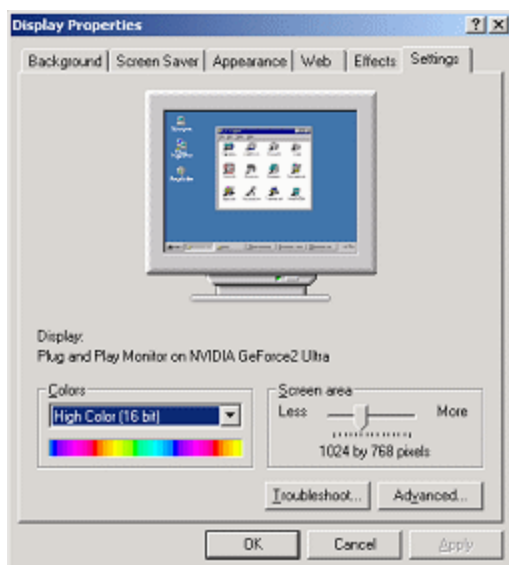 Display Properties
Background
Screen Saver
Appearance
Web
Effects
Settings
Display:
Plug and Play Monitor on NVIDIA GeForce2 Ultra
Colors
High Color (16 bit)
Screen area
Less
More
1024 by 768 pixels
Troubleshoot...
Advanced...
OK
Cancel
Apply